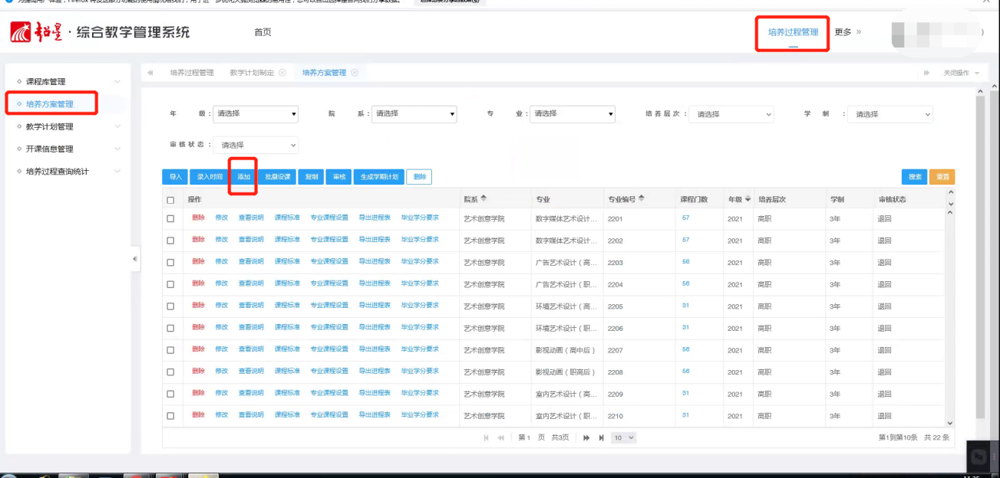 超星 · 综合教学管理系统 首页 培养过程管理 更多 »
课程库管理
培养方案管理
教学计划管理
开课信息管理
培养过程查询统计
培养过程管理 教学计划制定 培养方案管理 关闭操作
年 级： 请选择 院 系： 请选择 专 业： 请选择 培养层次： 请选择 学 制 ： 请选择
审核状态： 请选择
导入 录入时间 添加 批量设课 复制 审核 生成学期计划 删除 搜索 重置
操作 院系 专业 专业编号 课程门数 年级 培养层次 学制 审核状态
删除 修改 查看说明 课程标准 专业课程设置 导出进程表 毕业学分要求 艺术创意学院 数字媒体艺术设计... 2201 57 2021 高职 3年 退回
删除 修改 查看说明 课程标准 专业课程设置 导出进程表 毕业学分要求 艺术创意学院 数字媒体艺术设计... 2202 57 2021 高职 3年 退回
删除 修改 查看说明 课程标准 专业课程设置 导出进程表 毕业学分要求 艺术创意学院 广告艺术设计（高... 2203 56 2021 高职 3年 退回
删除 修改 查看说明 课程标准 专业课程设置 导出进程表 毕业学分要求 艺术创意学院 广告艺术设计（职... 2204 56 2021 高职 3年 退回
删除 修改 查看说明 课程标准 专业课程设置 导出进程表 毕业学分要求 艺术创意学院 环境艺术设计（高... 2205 31 2021 高职 3年 退回
删除 修改 查看说明 课程标准 专业课程设置 导出进程表 毕业学分要求 艺术创意学院 环境艺术设计（职... 2206 31 2021 高职 3年 退回
删除 修改 查看说明 课程标准 专业课程设置 导出进程表 毕业学分要求 艺术创意学院 影视动画（高中后） 2207 56 2021 高职 3年 退回
删除 修改 查看说明 课程标准 专业课程设置 导出进程表 毕业学分要求 艺术创意学院 影视动画（职高后） 2208 56 2021 高职 3年 退回
删除 修改 查看说明 课程标准 专业课程设置 导出进程表 毕业学分要求 艺术创意学院 室内艺术设计（高... 2209 31 2021 高职 3年 退回
删除 修改 查看说明 课程标准 专业课程设置 导出进程表 毕业学分要求 艺术创意学院 室内艺术设计（职... 2210 31 2021 高职 3年 退回
第 1 页 共3页 10 第1到第10条 共 22 条